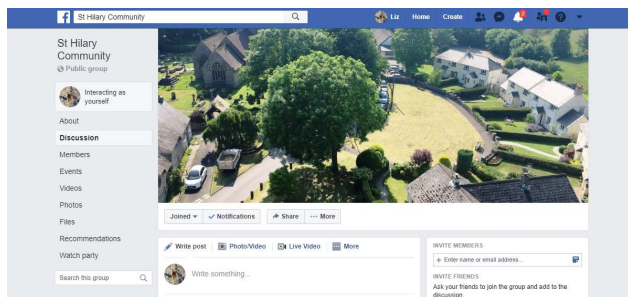 f
St Hilary Community
Liz
Home
Create
2
?
St Hilary
Community
Public group
Interacting as
yourself
About
Discussion
Members
Events
Videos
Photos
Files
Recommendations
Watch party
Search this group
Joined
Notifications
Share
More
Write post
Photo/Video
Live Video
More
Write something...
INVITE MEMBERS
+ Enter name or email address...
INVITE FRIENDS
Ask your friends to join the group and add to the
discussion